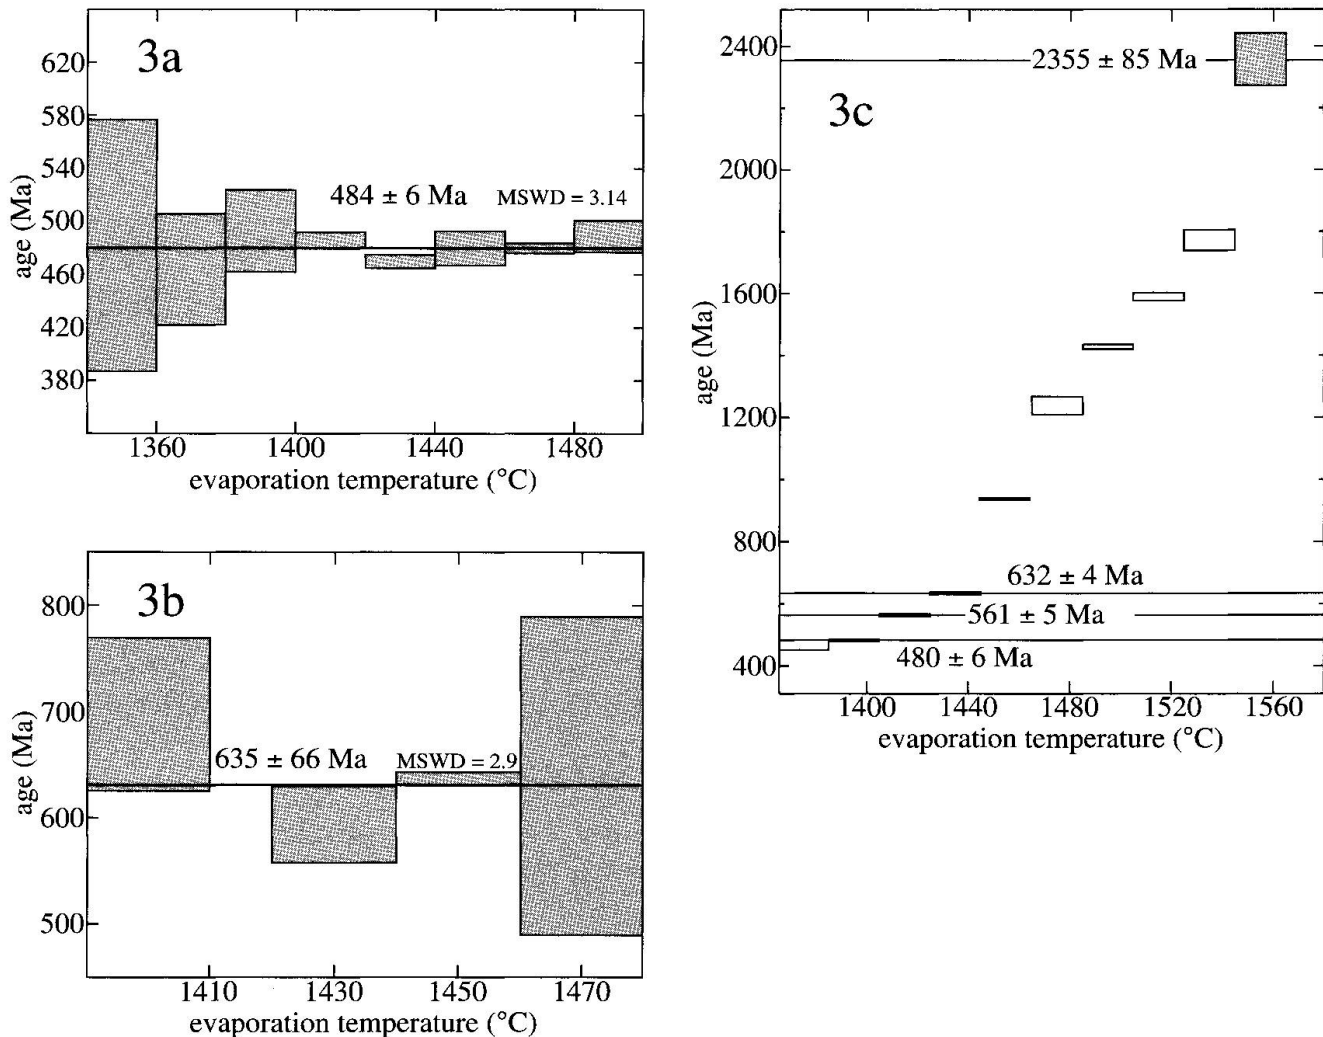 3a
620
580
540
500
460
420
380
age (Ma)
484 ± 6 Ma
MSWD = 3.14
1360 1400 1440 1480
evaporation temperature (°C)
3b
800
700
600
500
age (Ma)
635 ± 66 Ma
MSWD = 2.9
1410 1430 1450 1470
evaporation temperature (°C)
3c
2400
2000
1600
1200
800
400
age (Ma)
2355 ± 85 Ma
632 ± 4 Ma
561 ± 5 Ma
480 ± 6 Ma
1400 1440 1480 1520 1560
evaporation temperature (°C)